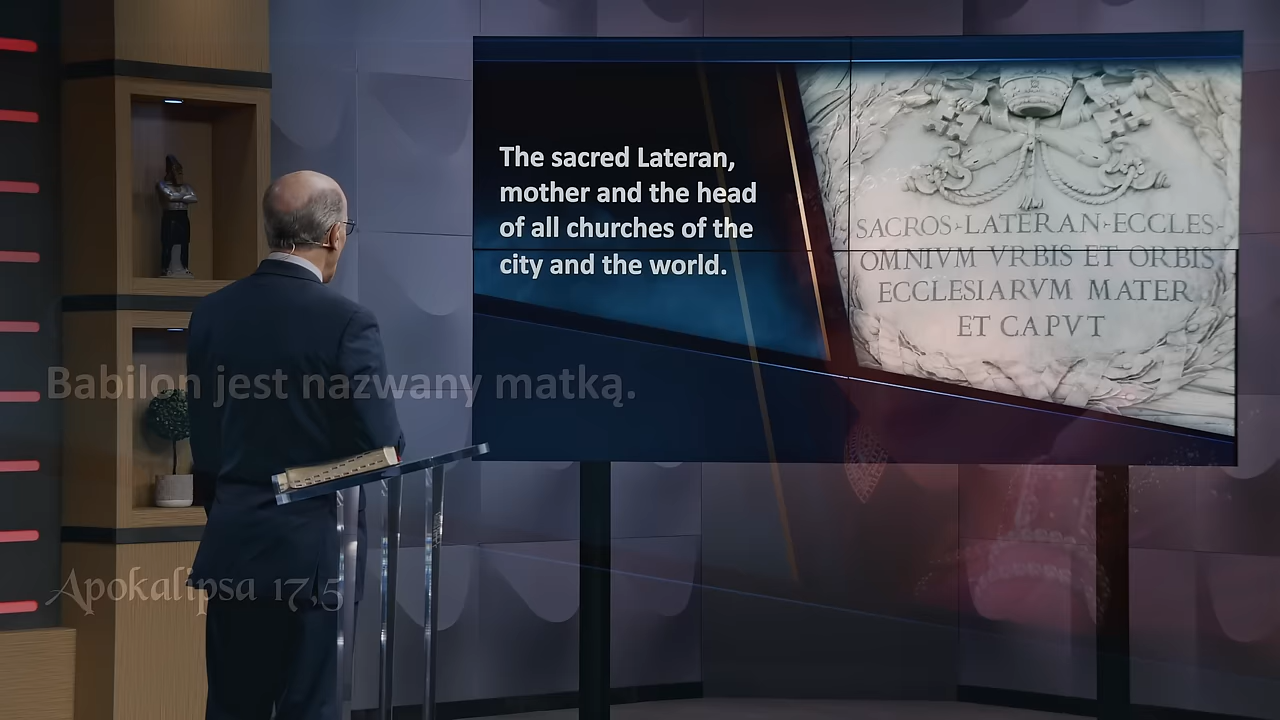 The sacred Lateran,
mother and the head
of all churches of the
city and the world.
SACROS·LATERAN·ECCLES·
OMNIVM VRBIS ET ORBIS
ECCLESIARVM MATER
ET CAPVT
Babilon jest nazwany matką.
Apokalipsa 17,5